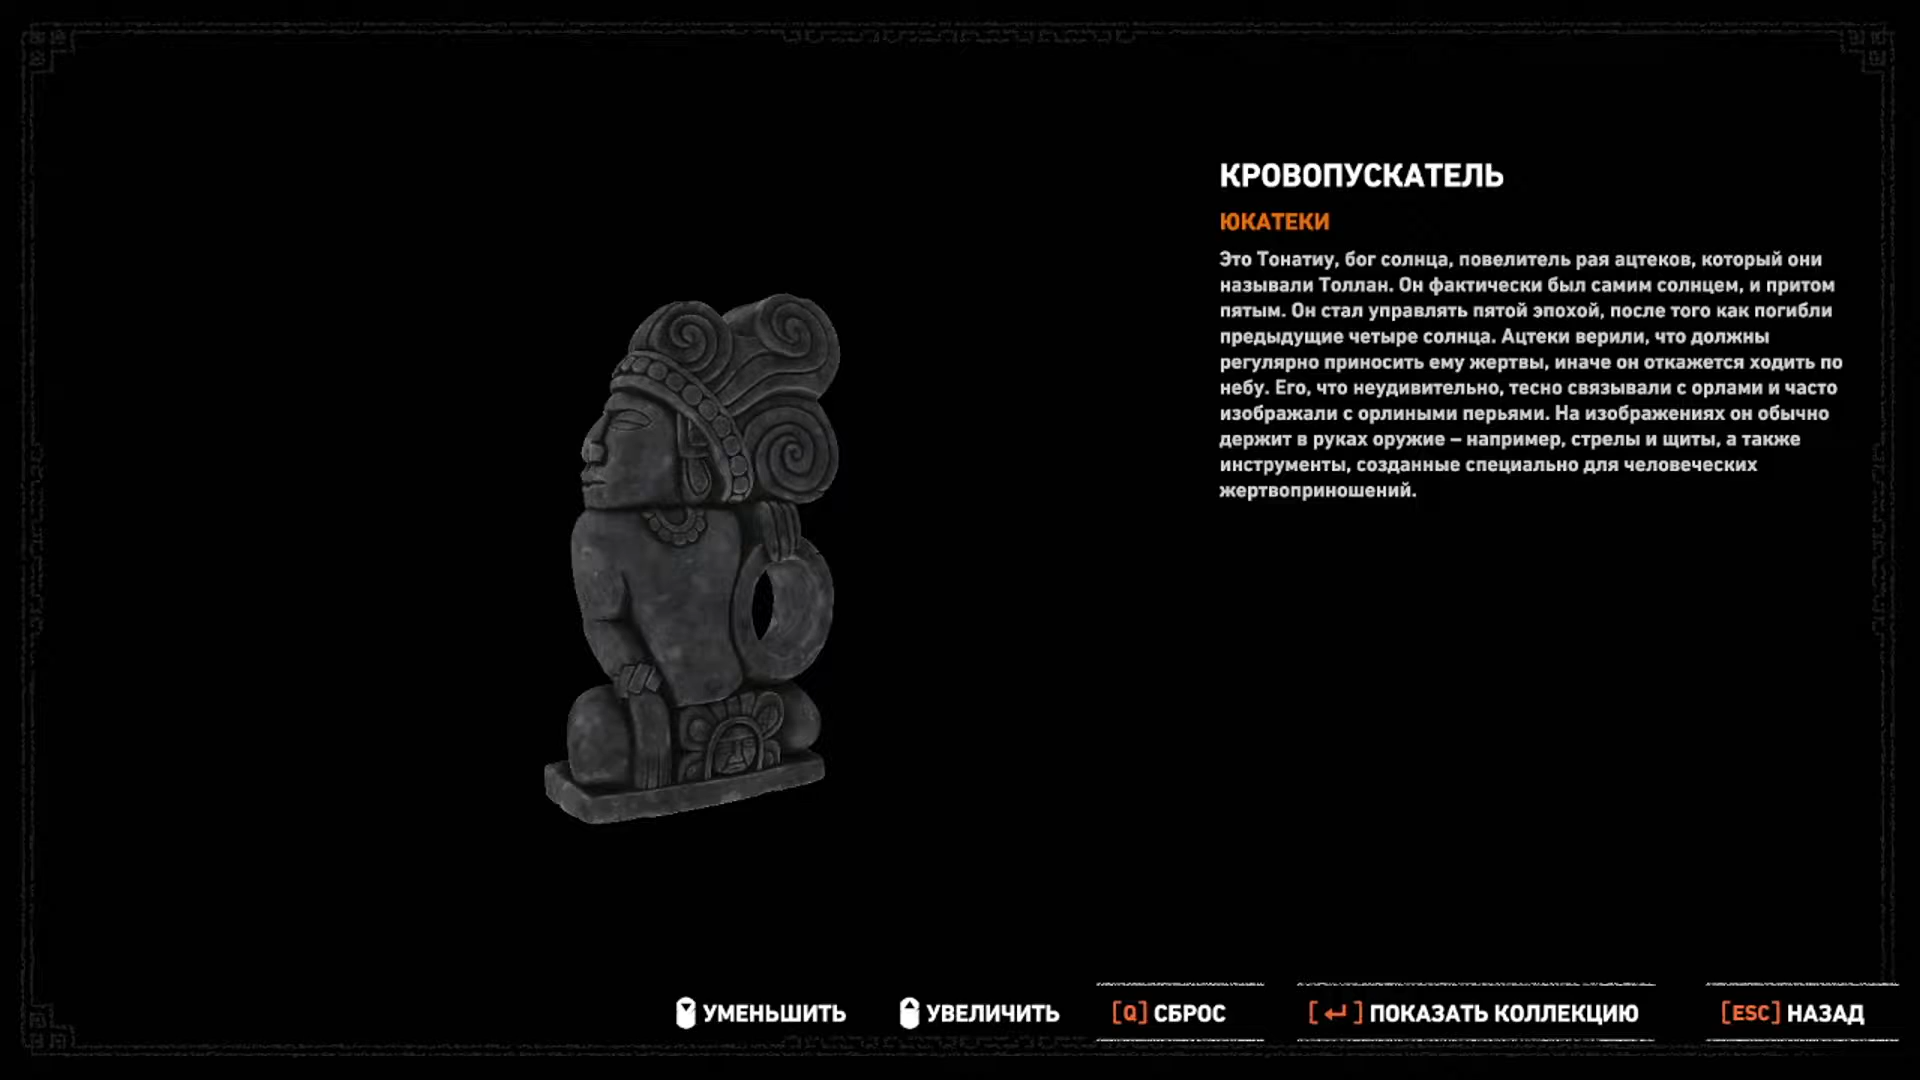 КРОВОПУСКАТЕЛЬ
ЮКАТЕКИ
Это Тонатиу, бог солнца, повелитель рая ацтеков, который они
называли Толлан. Он фактически был самим солнцем, и притом
пятым. Он стал управлять пятой эпохой, после того как погибли
предыдущие четыре солнца. Ацтеки верили, что должны
регулярно приносить ему жертвы, иначе он откажется ходить по
небу. Его, что неудивительно, тесно связывали с орлами и часто
изображали с орлиными перьями. На изображениях он обычно
держит в руках оружие – например, стрелы и щиты, а также
инструменты, созданные специально для человеческих
жертвоприношений.
УМЕНЬШИТЬ УВЕЛИЧИТЬ [Q] СБРОС [↵] ПОКАЗАТЬ КОЛЛЕКЦИЮ [ESC] НАЗАД